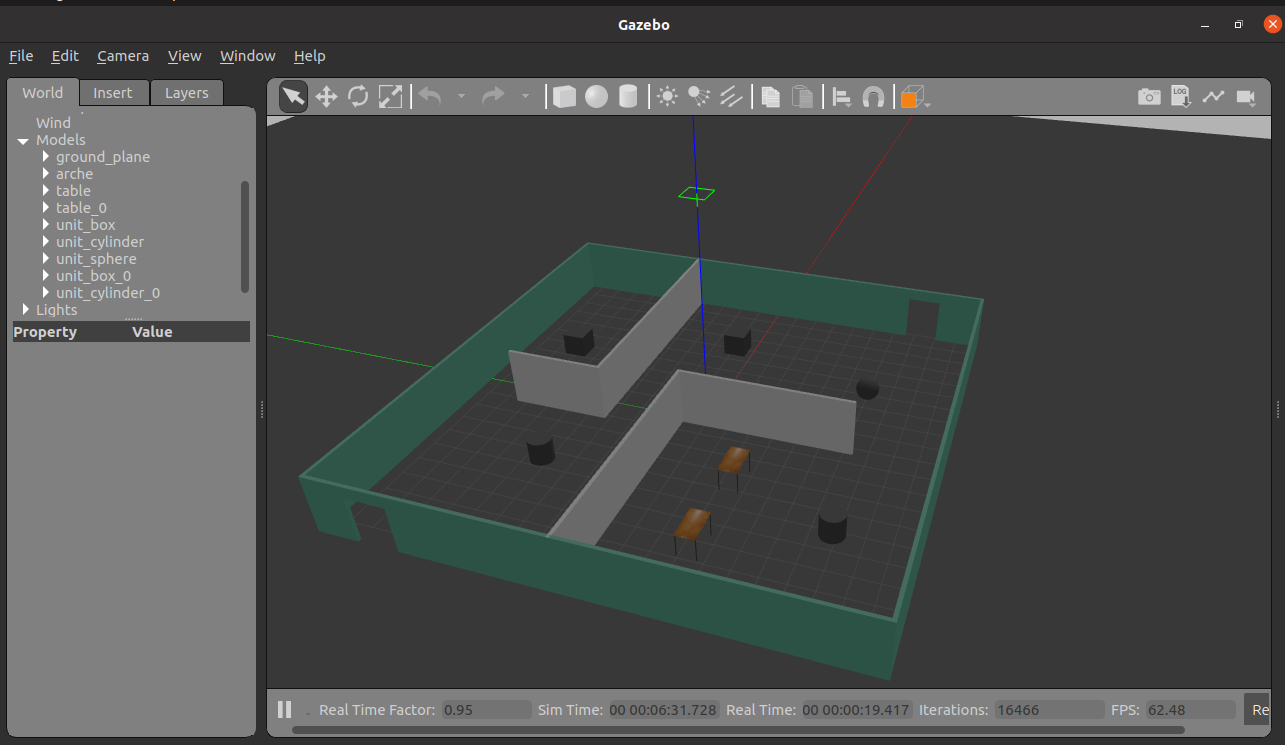 Gazebo
File Edit Camera View Window Help
World Insert Layers
LOG
Wind
Models
ground_plane
arche
table
table_0
unit_box
unit_cylinder
unit_sphere
unit_box_0
unit_cylinder_0
Lights
Property Value
Real Time Factor: 0.95 Sim Time: 00 00:06:31.728 Real Time: 00 00:00:19.417 Iterations: 16466 FPS: 62.48 Re